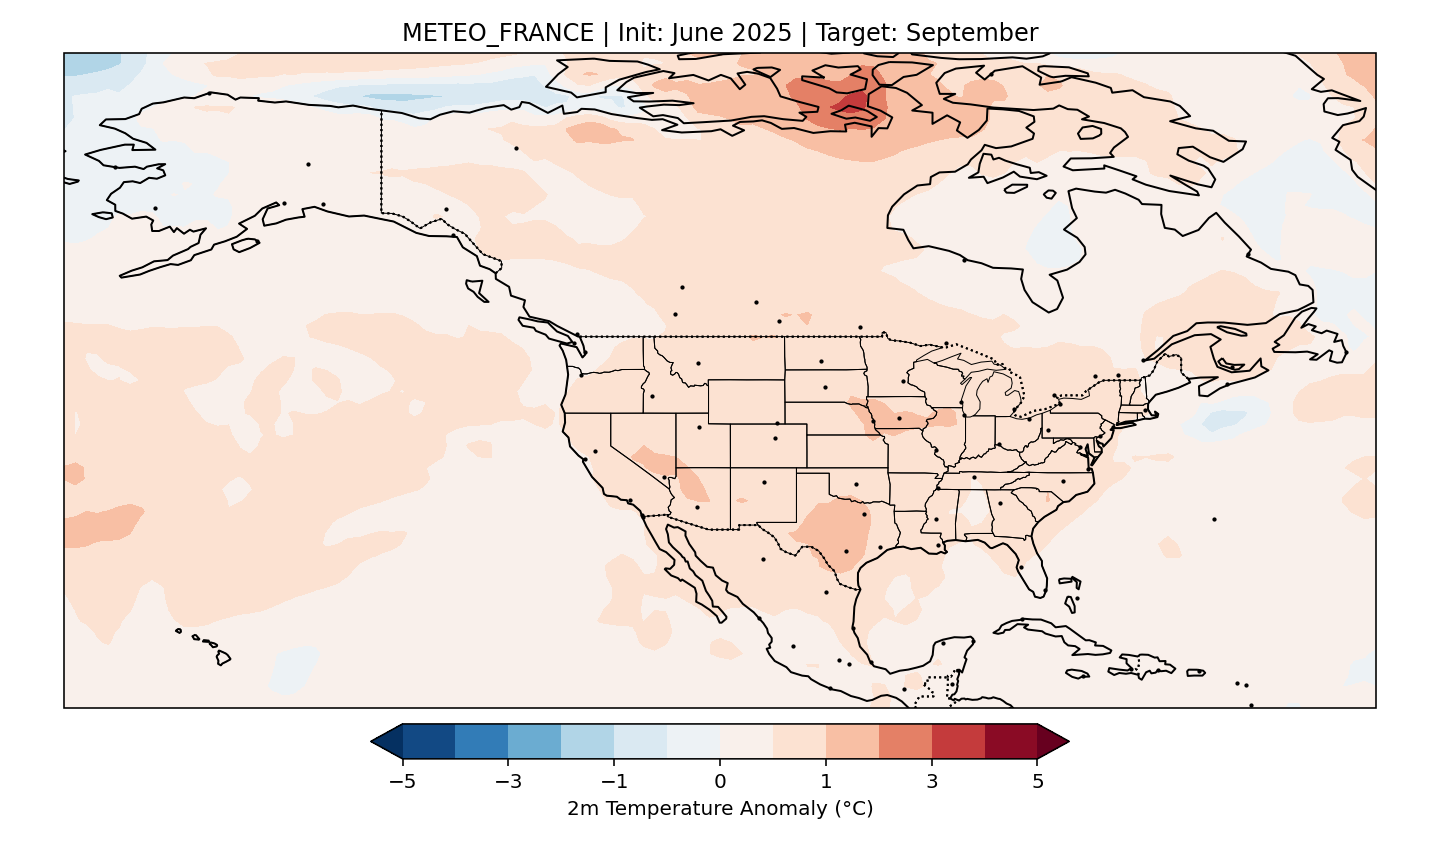 METEO_FRANCE | Init: June 2025 | Target: September
−5 −3 −1 0 1 3 5
2m Temperature Anomaly (°C)